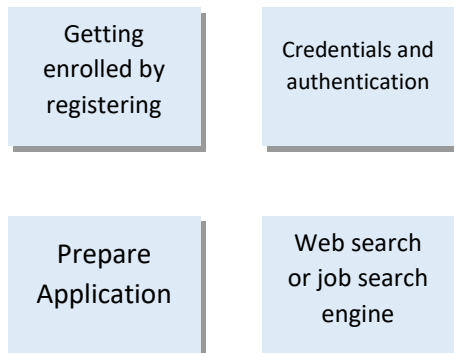 Getting
enrolled by
registering
Credentials and
authentication
Prepare
Application
Web search
or job search
engine